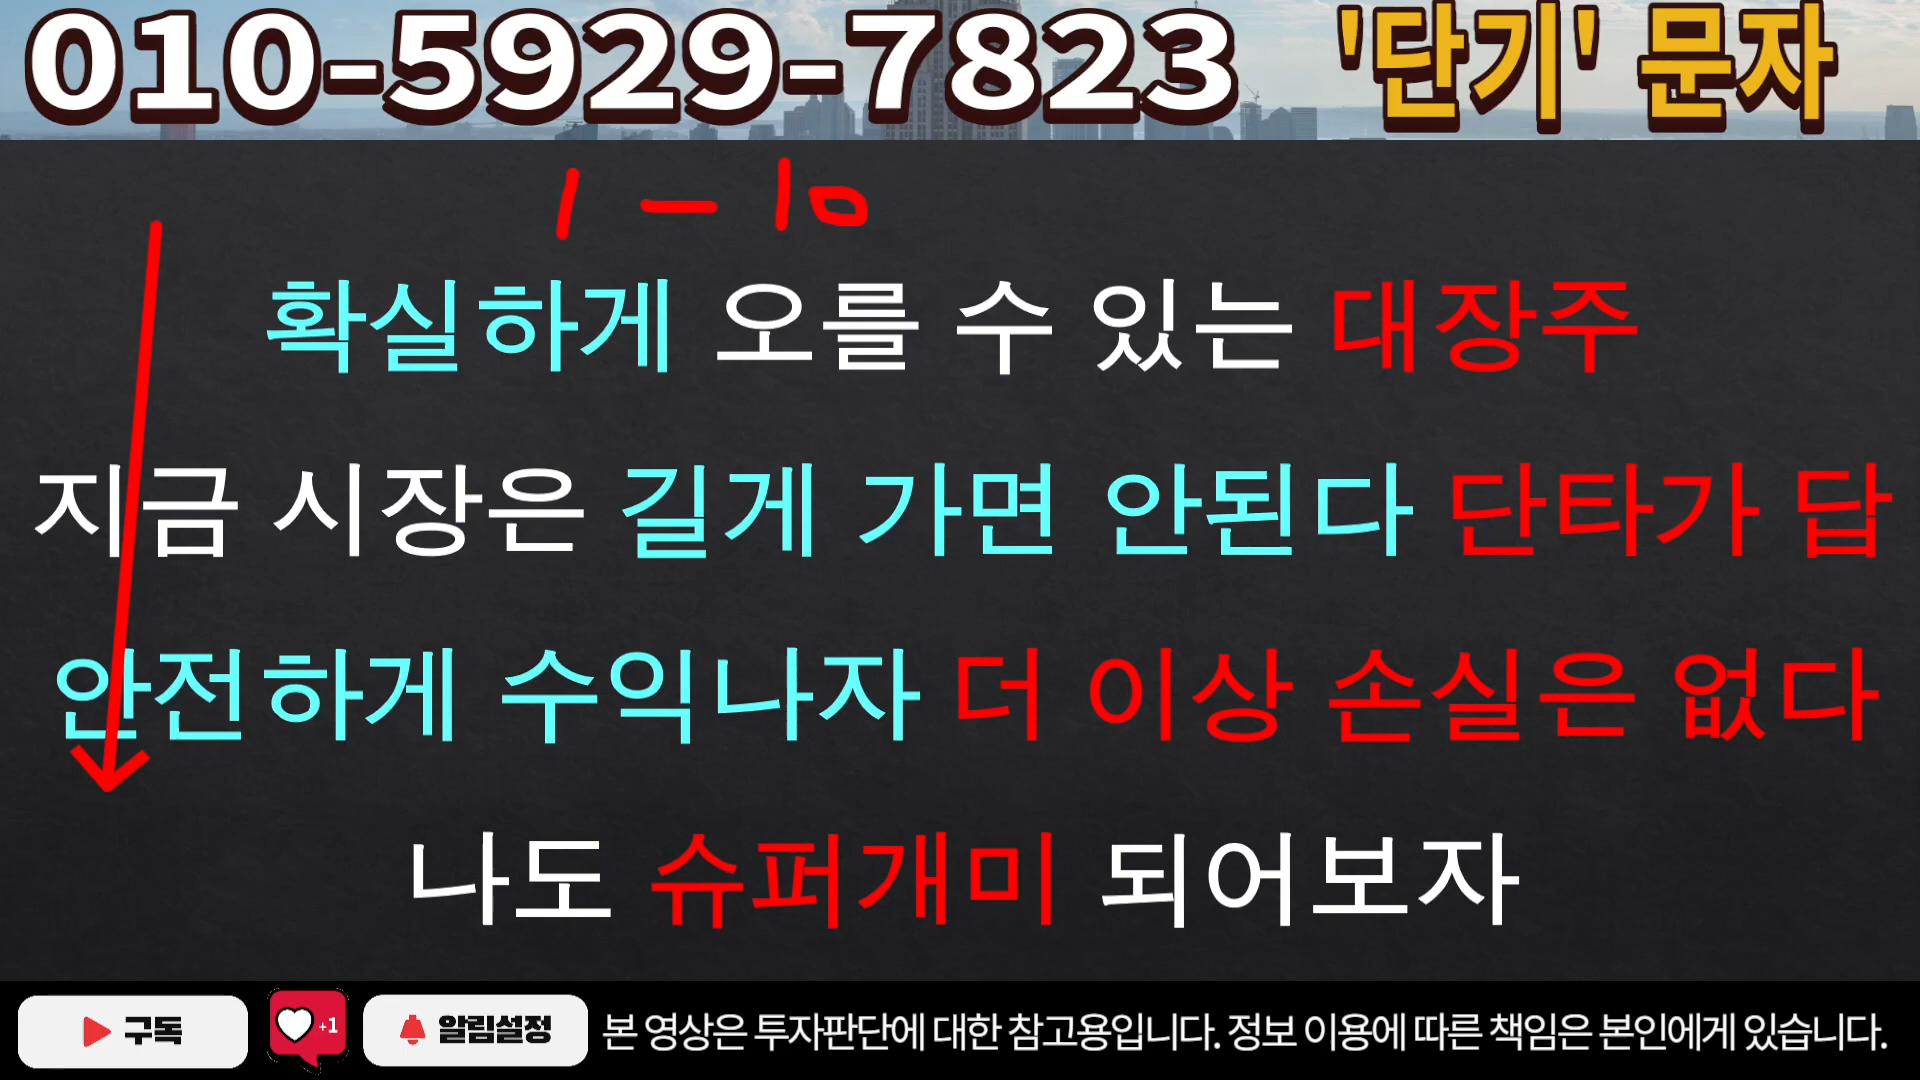 010-5929-7823 '단기' 문자
1 - 10
확실하게 오를 수 있는 대장주
지금 시장은 길게 가면 안된다 단타가 답
안전하게 수익나자 더 이상 손실은 없다
나도 슈퍼개미 되어보자
구독 +1 알림설정 본 영상은 투자판단에 대한 참고용입니다. 정보 이용에 따른 책임은 본인에게 있습니다.